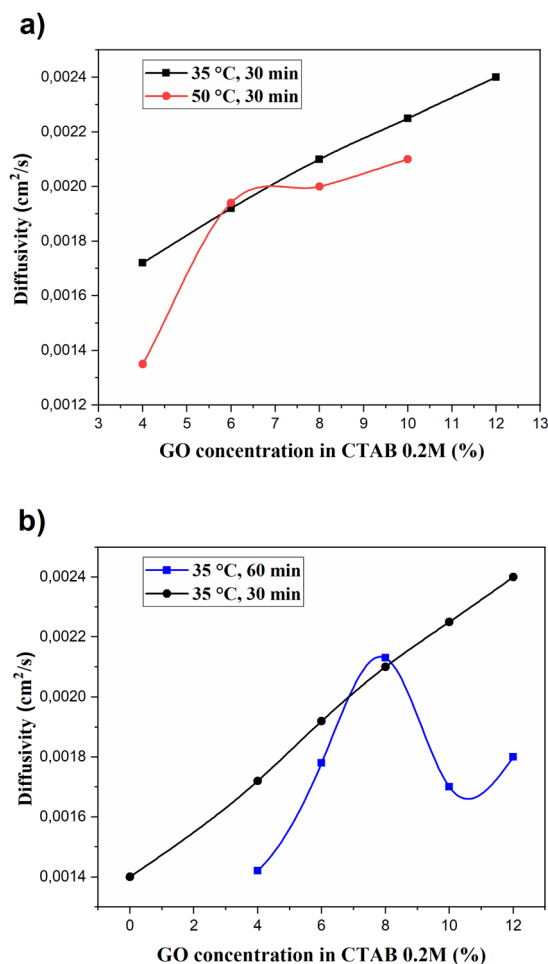 a)
35 °C, 30 min
50 °C, 30 min
0,0024
0,0022
0,0020
0,0018
0,0016
0,0014
0,0012
Diffusivity (cm²/s)
3 4 5 6 7 8 9 10 11 12 13
GO concentration in CTAB 0.2M (%)
b)
35 °C, 60 min
35 °C, 30 min
0,0024
0,0022
0,0020
0,0018
0,0016
0,0014
Diffusivity (cm²/s)
0 2 4 6 8 10 12
GO concentration in CTAB 0.2M (%)